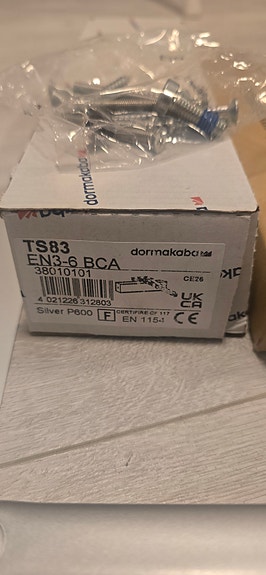 dormakaba
TS83
dormakaba
EN3-6 BCA
38010101
CE26
4 021226 312803
UK
CA
Silver P600
F
CERTIFIRE CF 117
EN 115
CE